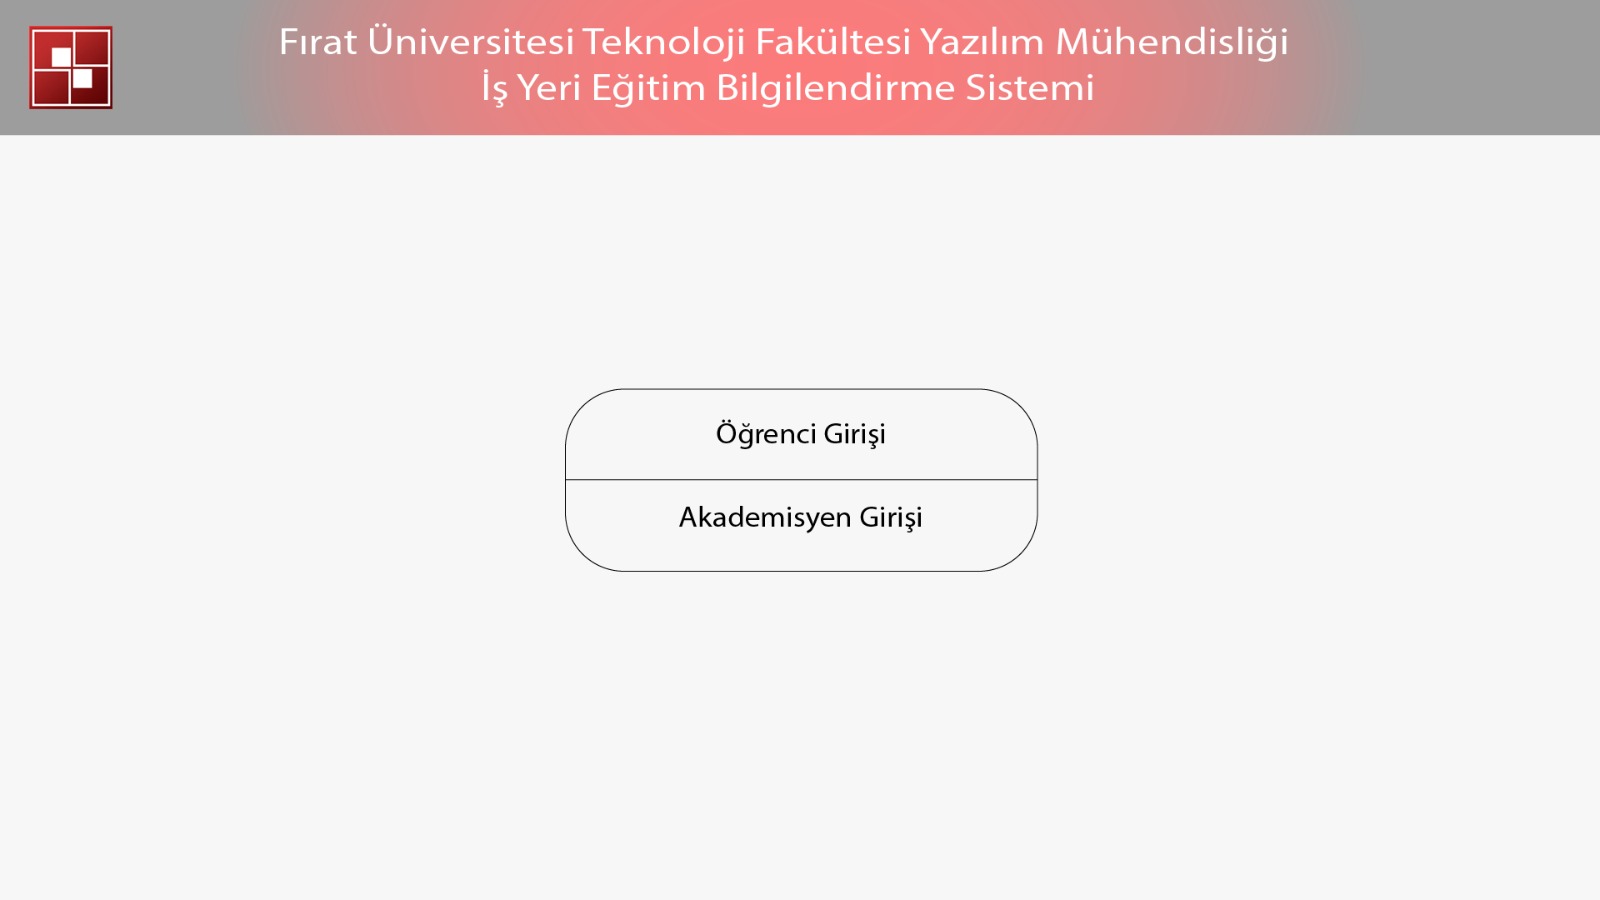 Fırat Üniversitesi Teknoloji Fakültesi Yazılım Mühendisliği
İş Yeri Eğitim Bilgilendirme Sistemi
Öğrenci Girişi
Akademisyen Girişi